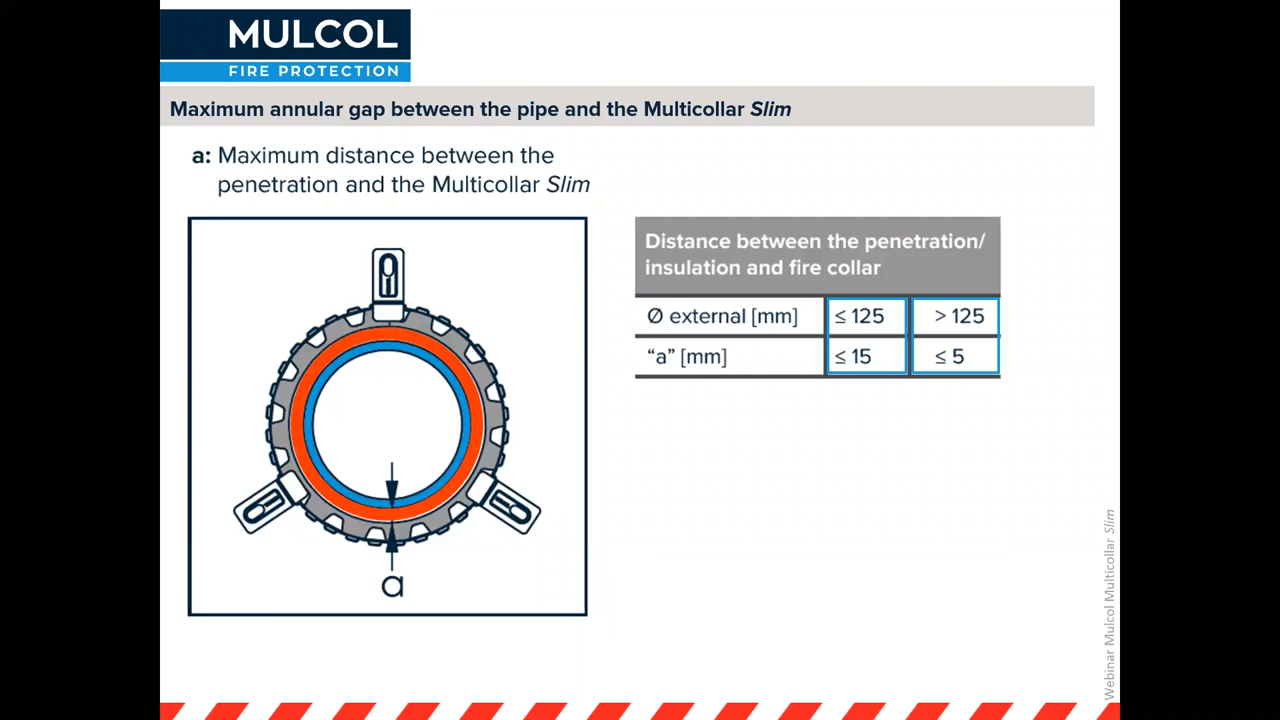 MULCOL
FIRE PROTECTION
Maximum annular gap between the pipe and the Multicollar Slim
a: Maximum distance between the
penetration and the Multicollar Slim
a
Distance between the penetration/
insulation and fire collar
Ø external [mm] ≤ 125 > 125
“a” [mm] ≤ 15 ≤ 5
Webinar Mulcol Multicollar Slim